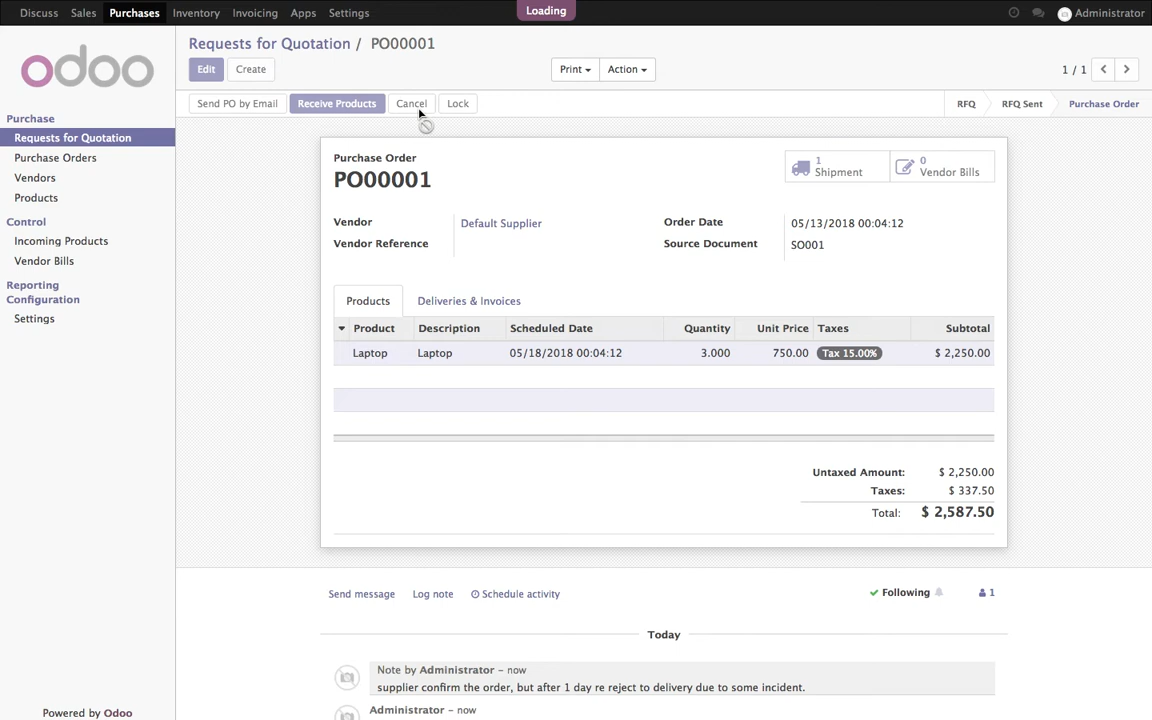 Discuss Sales Purchases Inventory Invoicing Apps Settings Loading Administrator
odoo
Requests for Quotation / PO00001
Edit Create Print Action 1 / 1
Send PO by Email Receive Products Cancel Lock RFQ RFQ Sent Purchase Order
Purchase
Requests for Quotation
Purchase Orders
Vendors
Products
Control
Incoming Products
Vendor Bills
Reporting
Configuration
Settings
Powered by Odoo
Purchase Order
PO00001
1 Shipment
0 Vendor Bills
Vendor Default Supplier Order Date 05/13/2018 00:04:12
Vendor Reference Source Document SO001
Products Deliveries & Invoices
Product Description Scheduled Date Quantity Unit Price Taxes Subtotal
Laptop Laptop 05/18/2018 00:04:12 3.000 750.00 Tax 15.00% $ 2,250.00
Untaxed Amount: $ 2,250.00
Taxes: $ 337.50
Total: $ 2,587.50
Send message Log note Schedule activity Following 1
Today
Note by Administrator – now
supplier confirm the order, but after 1 day re reject to delivery due to some incident.
Administrator – now